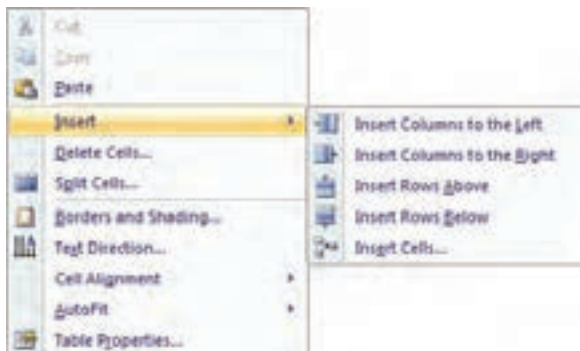 Cut
Copy
Paste
Insert
Delete Cells...
Split Cells...
Borders and Shading...
Text Direction...
Cell Alignment
AutoFit
Table Properties...
Insert Columns to the Left
Insert Columns to the Right
Insert Rows Above
Insert Rows Below
Insert Cells...